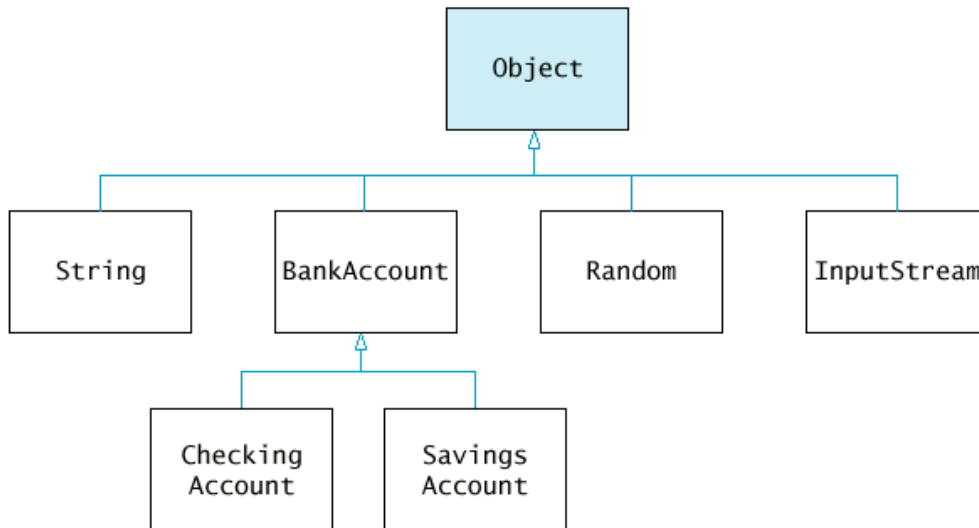 Object
String
BankAccount
Random
InputStream
Checking
Account
Savings
Account